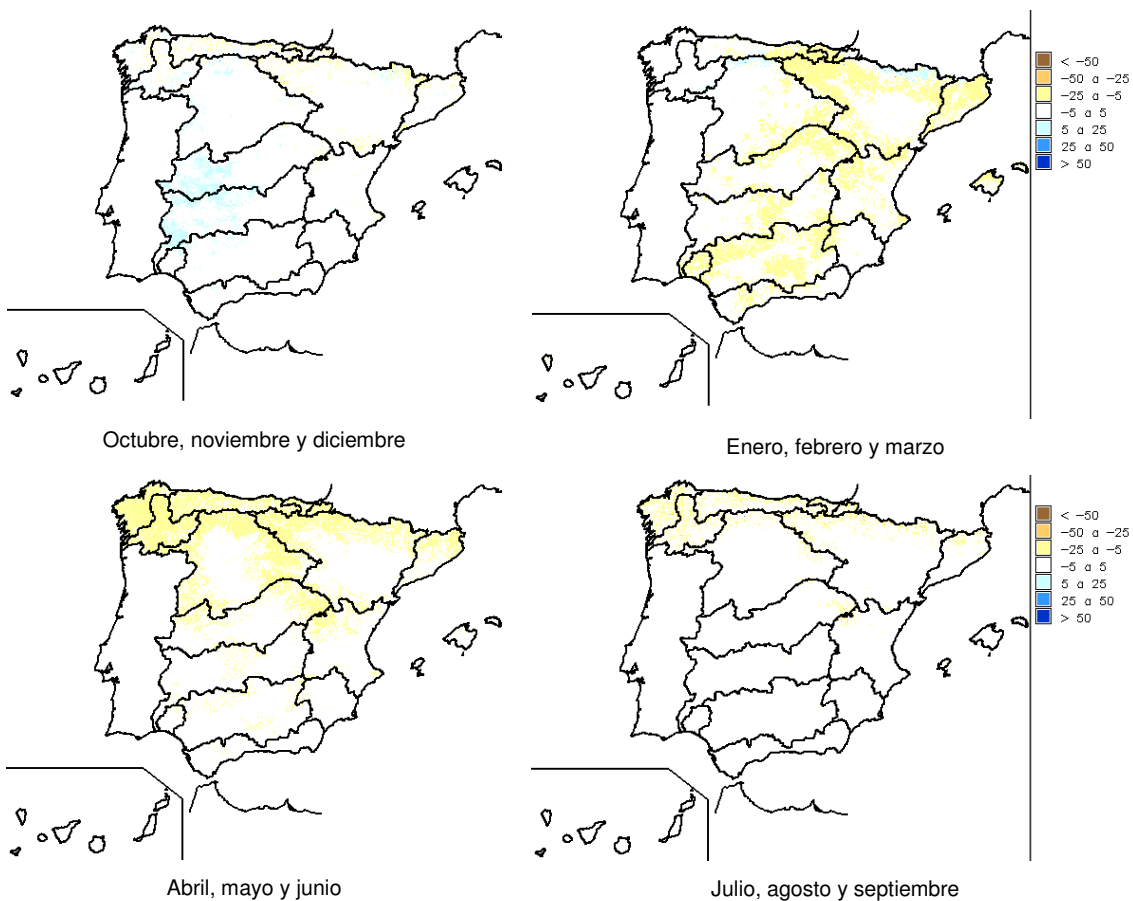 < −50
−50 a −25
−25 a −5
−5 a 5
5 a 25
25 a 50
> 50
Octubre, noviembre y diciembre
Enero, febrero y marzo
< −50
−50 a −25
−25 a −5
−5 a 5
5 a 25
25 a 50
> 50
Abril, mayo y junio
Julio, agosto y septiembre